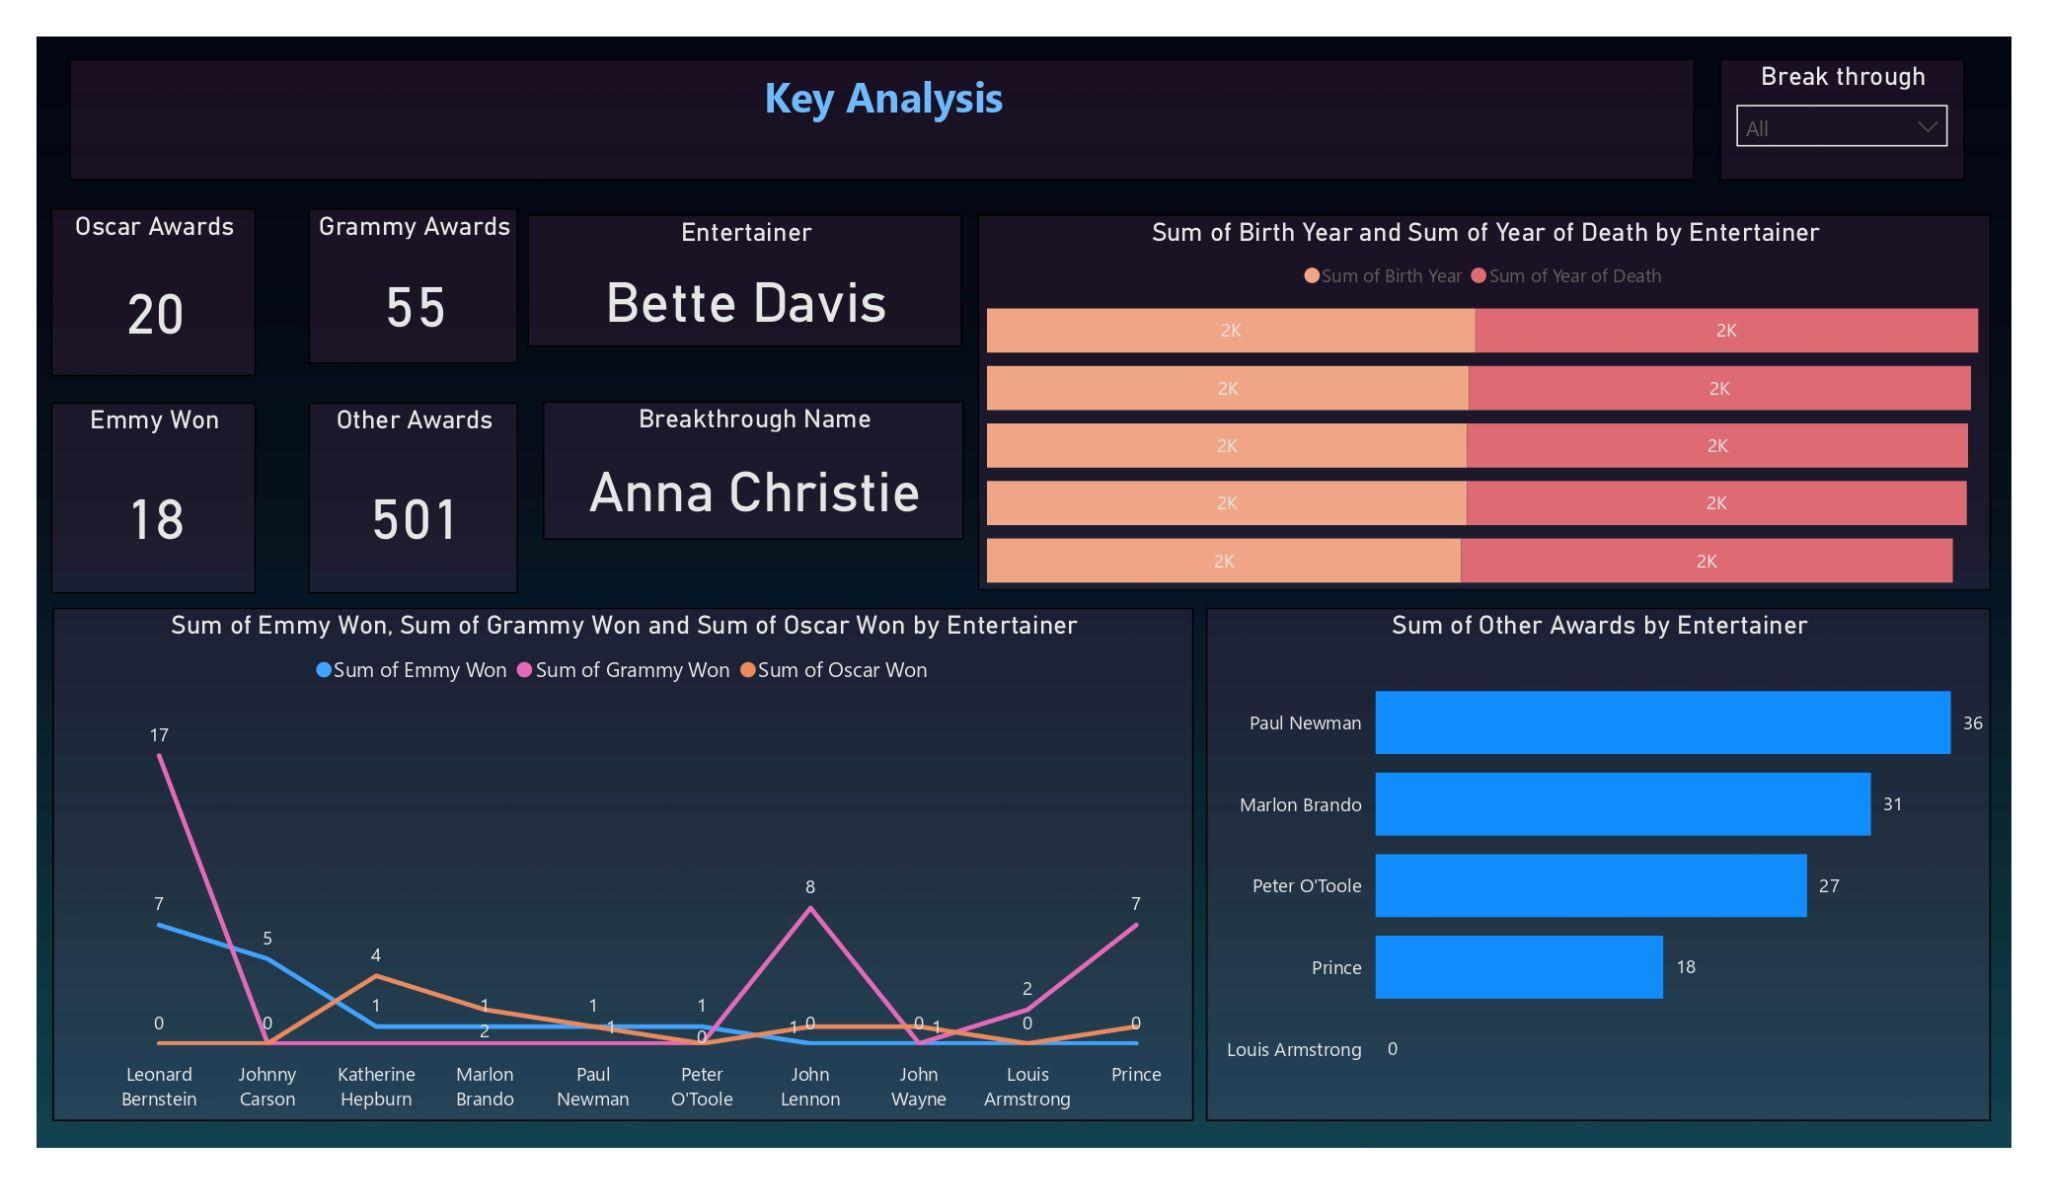 Key Analysis
Break through
All
Oscar Awards
20
Grammy Awards
55
Entertainer
Bette Davis
Emmy Won
18
Other Awards
501
Breakthrough Name
Anna Christie
Sum of Birth Year and Sum of Year of Death by Entertainer
Sum of Birth Year Sum of Year of Death
2K 2K
2K 2K
2K 2K
2K 2K
2K 2K
Sum of Emmy Won, Sum of Grammy Won and Sum of Oscar Won by Entertainer
Sum of Emmy Won Sum of Grammy Won Sum of Oscar Won
17
8
7 7
5
4
2
1 1 1 1
0 0 0 0 0 0
1 1 1
2
0
Leonard Bernstein
Johnny Carson
Katherine Hepburn
Marlon Brando
Paul Newman
Peter O'Toole
John Lennon
John Wayne
Louis Armstrong
Prince
Sum of Other Awards by Entertainer
Paul Newman 36
Marlon Brando 31
Peter O'Toole 27
Prince 18
Louis Armstrong 0